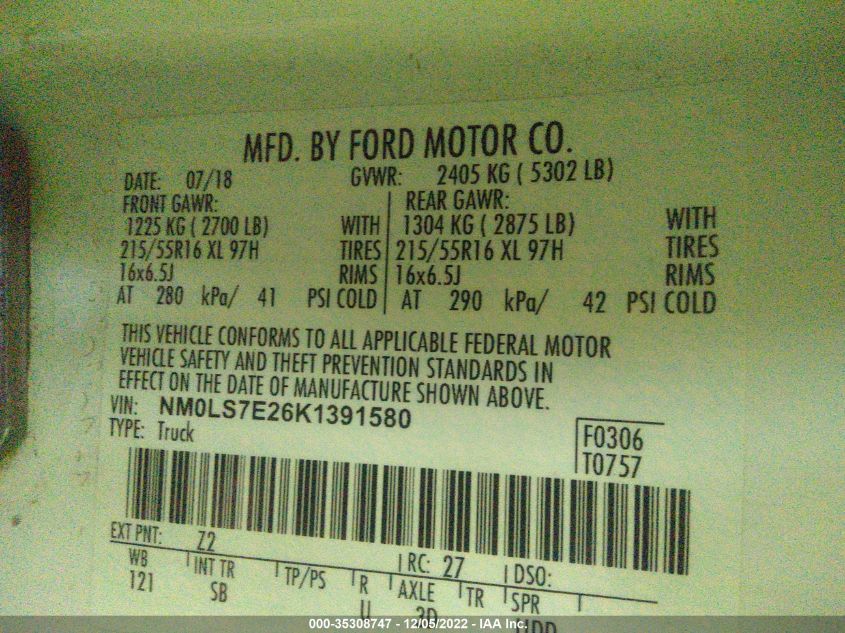 MFD. BY FORD MOTOR CO.
DATE: 07/18 GVWR: 2405 KG ( 5302 LB)
FRONT GAWR: REAR GAWR:
1225 KG ( 2700 LB) WITH 1304 KG ( 2875 LB) WITH
215/55R16 XL 97H TIRES 215/55R16 XL 97H TIRES
16x6.5J RIMS 16x6.5J RIMS
AT 280 kPa/ 41 PSI COLD AT 290 kPa/ 42 PSI COLD
THIS VEHICLE CONFORMS TO ALL APPLICABLE FEDERAL MOTOR
VEHICLE SAFETY AND THEFT PREVENTION STANDARDS IN
EFFECT ON THE DATE OF MANUFACTURE SHOWN ABOVE.
VIN: NM0LS7E26K1391580
TYPE: Truck
F0306
T0757
EXT PNT: Z2 RC: 27 DSO:
WB INT TR TP/PS R AXLE TR SPR
121 SB U
000-35308747 - 12/05/2022 - IAA Inc.